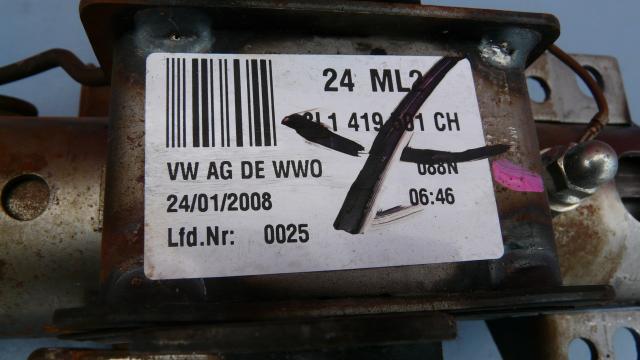 24 ML2
419 CH
VW AG DE WWO 088N
24/01/2008 06:46
Lfd.Nr: 0025